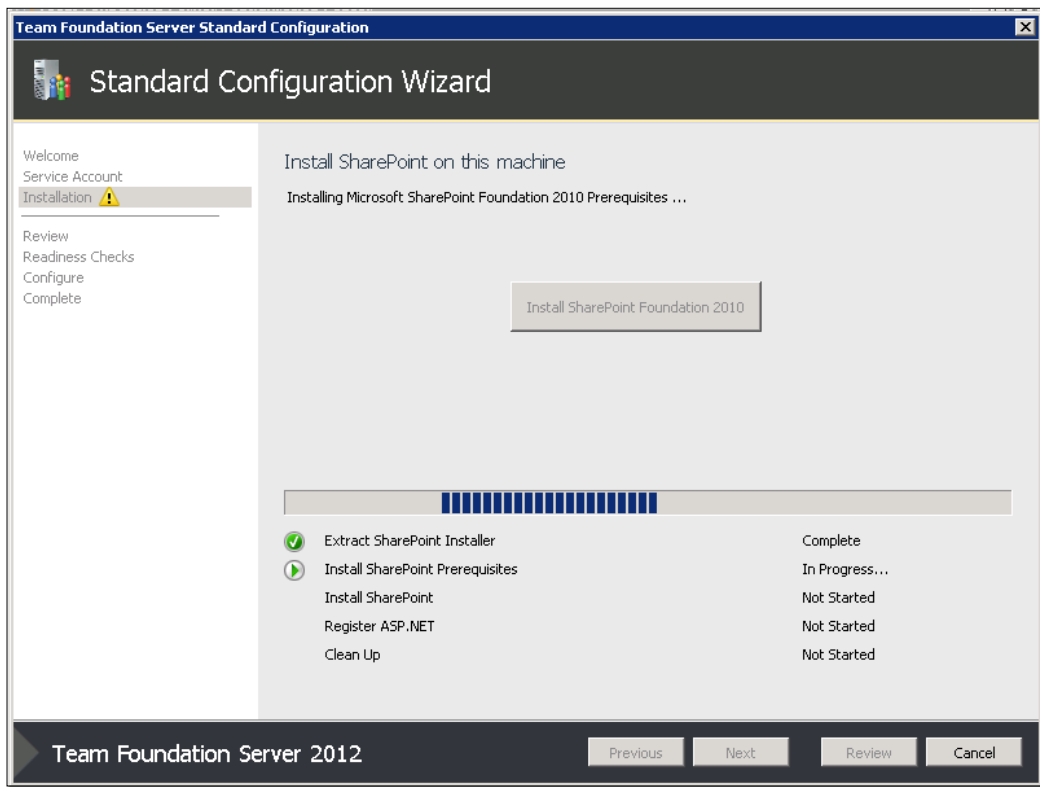 Team Foundation Server Standard Configuration
Standard Configuration Wizard
Welcome
Service Account
Installation
Review
Readiness Checks
Configure
Complete
Install SharePoint on this machine
Installing Microsoft SharePoint Foundation 2010 Prerequisites ...
Install SharePoint Foundation 2010
Extract SharePoint Installer Complete
Install SharePoint Prerequisites In Progress...
Install SharePoint Not Started
Register ASP.NET Not Started
Clean Up Not Started
Team Foundation Server 2012
Previous Next Review Cancel